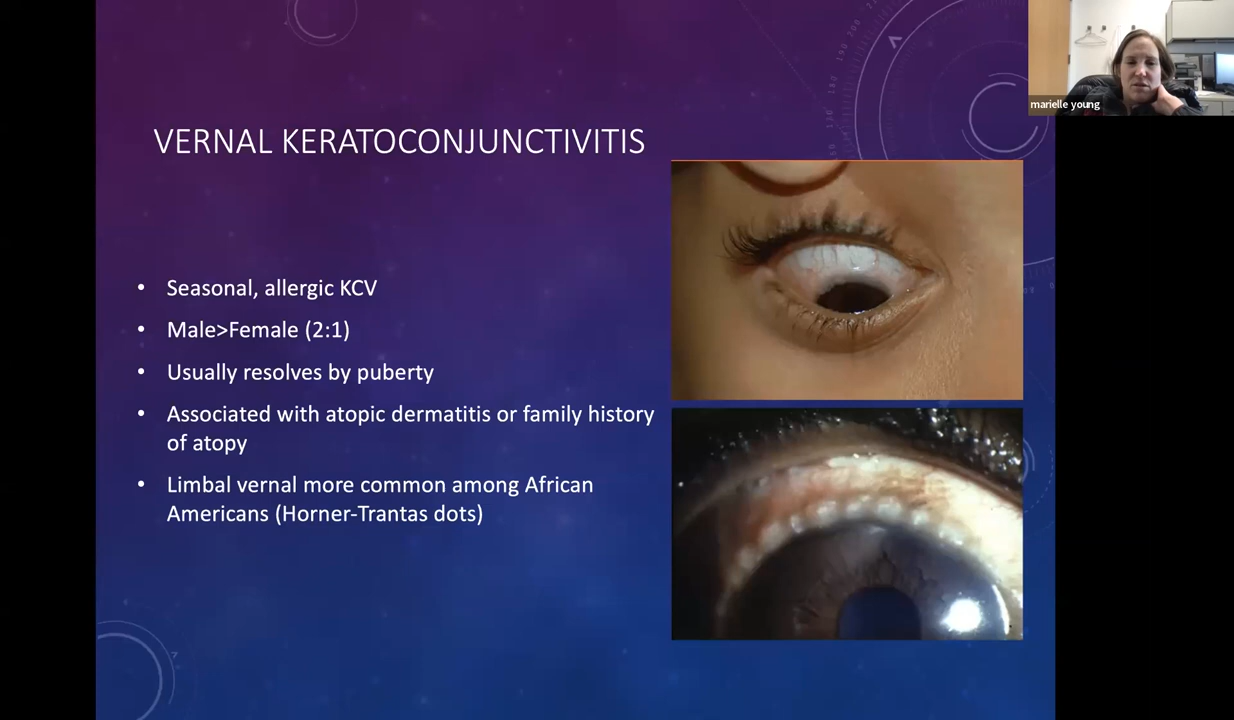 marielle young
VERNAL KERATOCONJUNCTIVITIS
• Seasonal, allergic KCV
• Male>Female (2:1)
• Usually resolves by puberty
• Associated with atopic dermatitis or family history
of atopy
• Limbal vernal more common among African
Americans (Horner-Trantas dots)